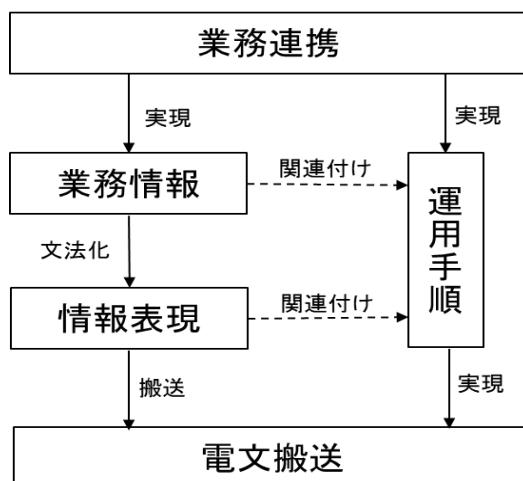 業務連携
実現
実現
業務情報
関連付け
運用手順
文法化
情報表現
関連付け
搬送
実現
電文搬送